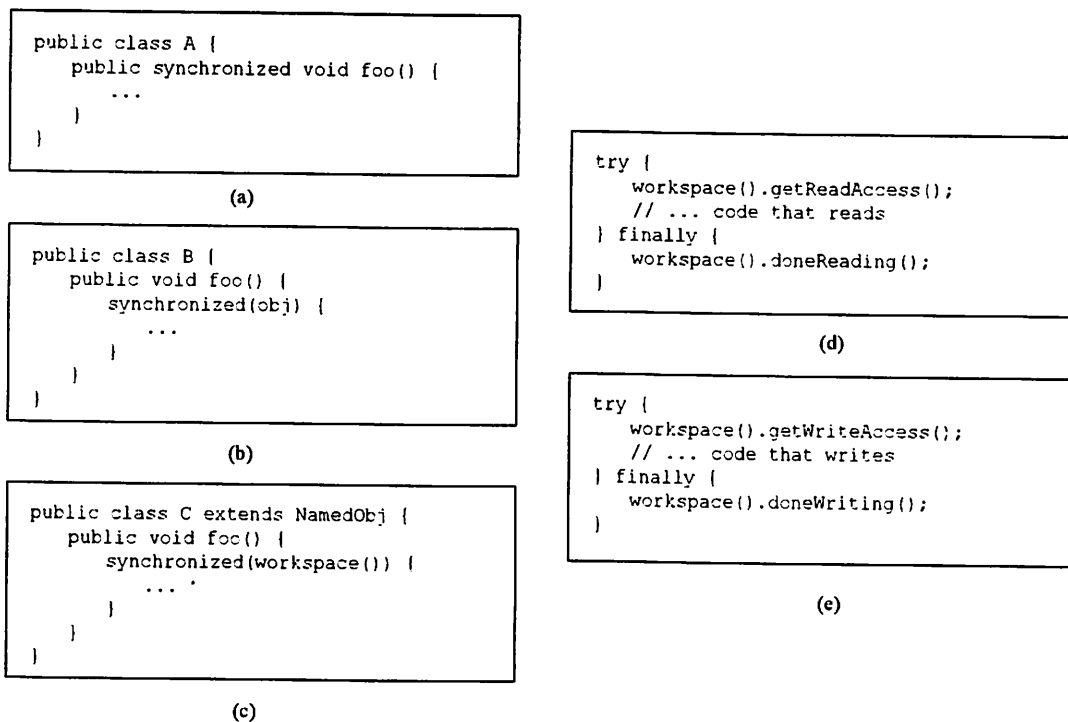 public class A {
public synchronized void foo() {
...
}
}
(a)
public class B {
public void foo() {
synchronized(obj) {
...
}
}
}
(b)
public class C extends NamedObj {
public void foo() {
synchronized(workspace()) {
...
}
}
}
(c)
try {
workspace().getReadAccess();
// ... code that reads
} finally {
workspace().doneReading();
}
(d)
try {
workspace().getWriteAccess();
// ... code that writes
} finally {
workspace().doneWriting();
}
(e)